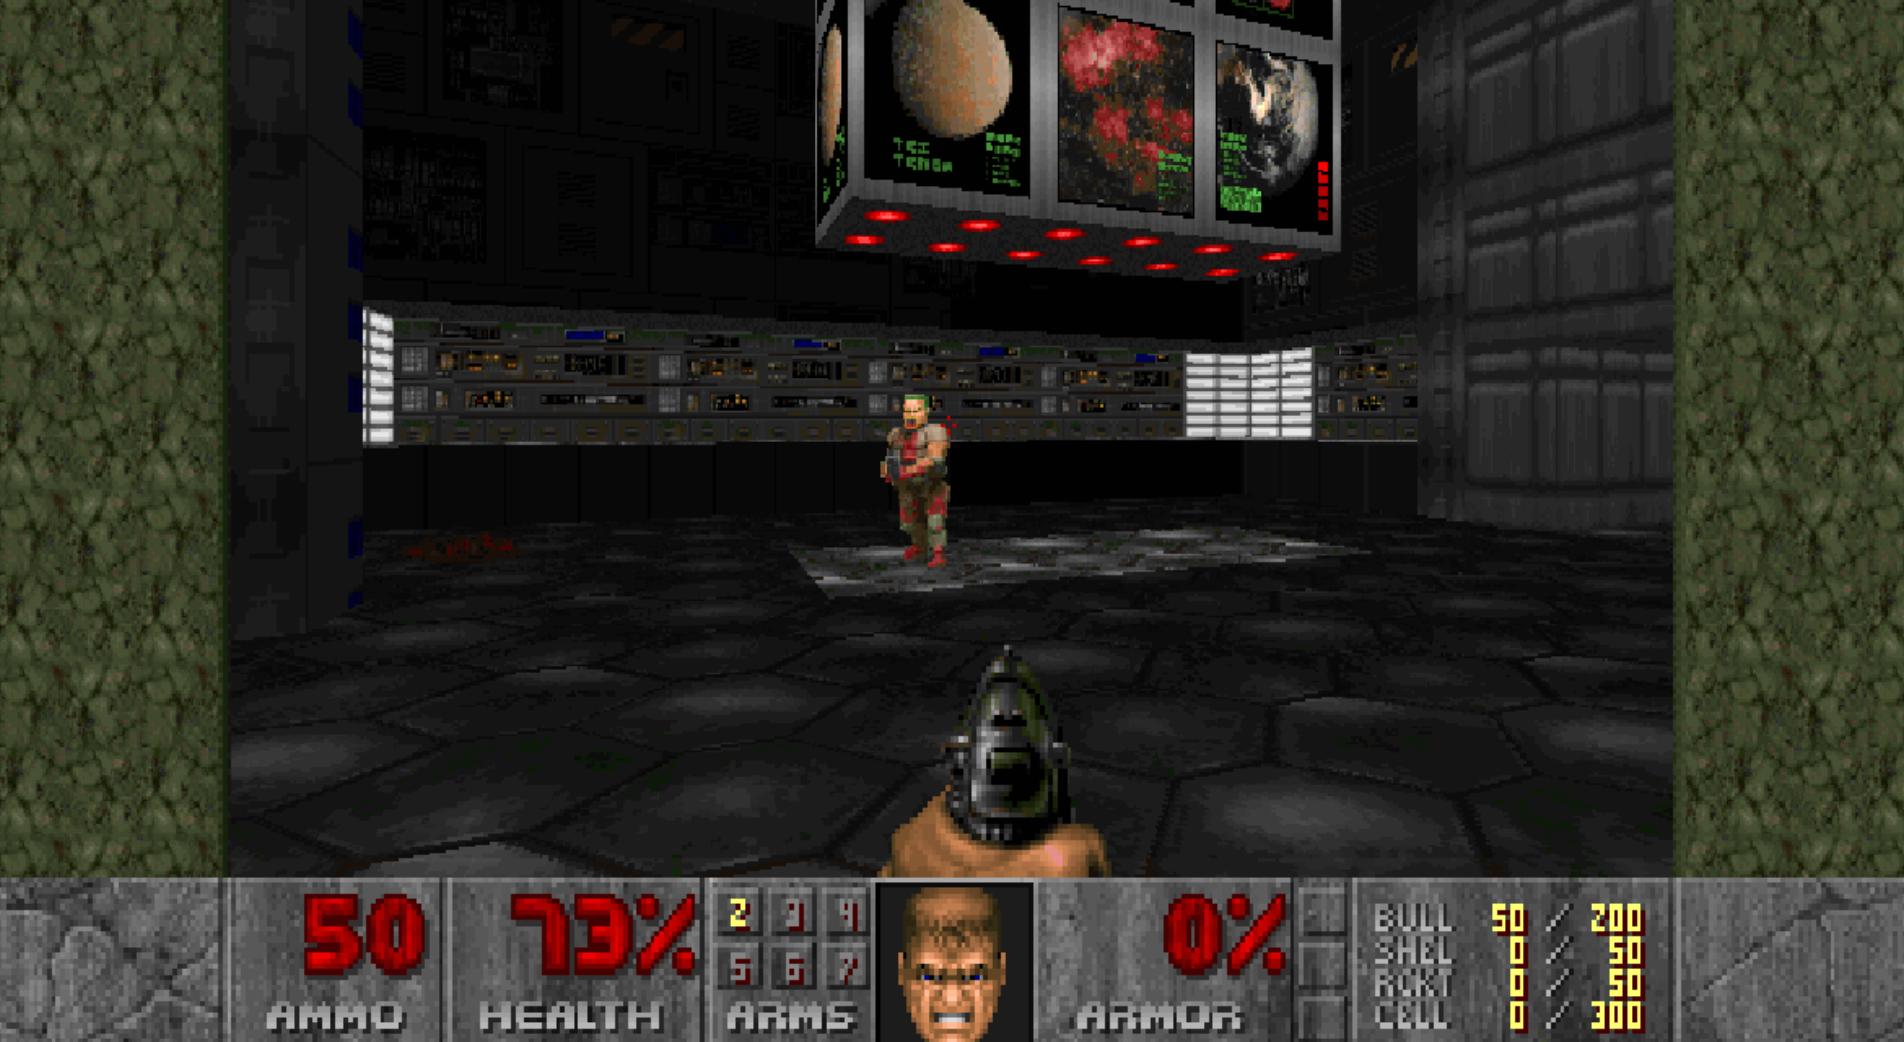 50
AMMO
73%
HEALTH
2 3 4
5 6 7
ARMS
0%
ARMOR
BULL 50 / 200
SHEL 0 / 50
RCKT 0 / 50
CELL 0 / 300